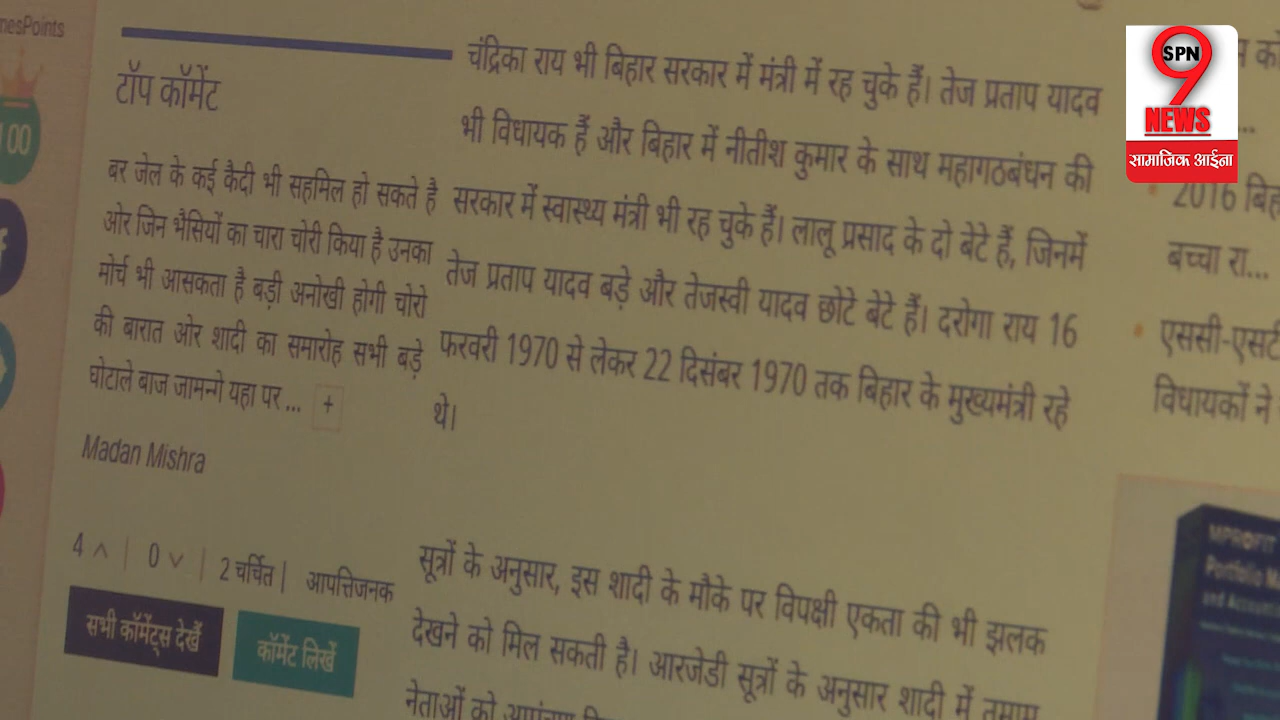 mesPoints
00
टॉप कॉमेंट
बर जेल के कई कैदी भी सहमिल हो सकते है
ओर जिन भैसियों का चारा चोरी किया है उनका
मोर्च भी आसकता है बड़ी अनोखी होगी चोरो
की बारात ओर शादी का समारोह सभी बड़े
घोटाले बाज जामन्गे यहा पर... +
Madan Mishra
4 0 2 चर्चित | आपत्तिजनक
सभी कॉमेंट्स देखैं
कॉमेंट लिखें
चंद्रिका राय भी बिहार सरकार में मंत्री में रह चुके हैं। तेज प्रताप यादव
भी विधायक हैं और बिहार में नीतीश कुमार के साथ महागठबंधन की
सरकार में स्वास्थ्य मंत्री भी रह चुके हैं। लालू प्रसाद के दो बेटे हैं, जिनमें
तेज प्रताप यादव बड़े और तेजस्वी यादव छोटे बेटे हैं। दरोगा राय 16
फरवरी 1970 से लेकर 22 दिसंबर 1970 तक बिहार के मुख्यमंत्री रहे
थे।
सूत्रों के अनुसार, इस शादी के मौके पर विपक्षी एकता की भी झलक
देखने को मिल सकती है। आरजेडी सूत्रों के अनुसार शादी में तमाम
नेताओं को
2016 बिह
बच्चा रा...
एससी-एसट
विधायकों ने
SPN
9
NEWS
सामाजिक आईना